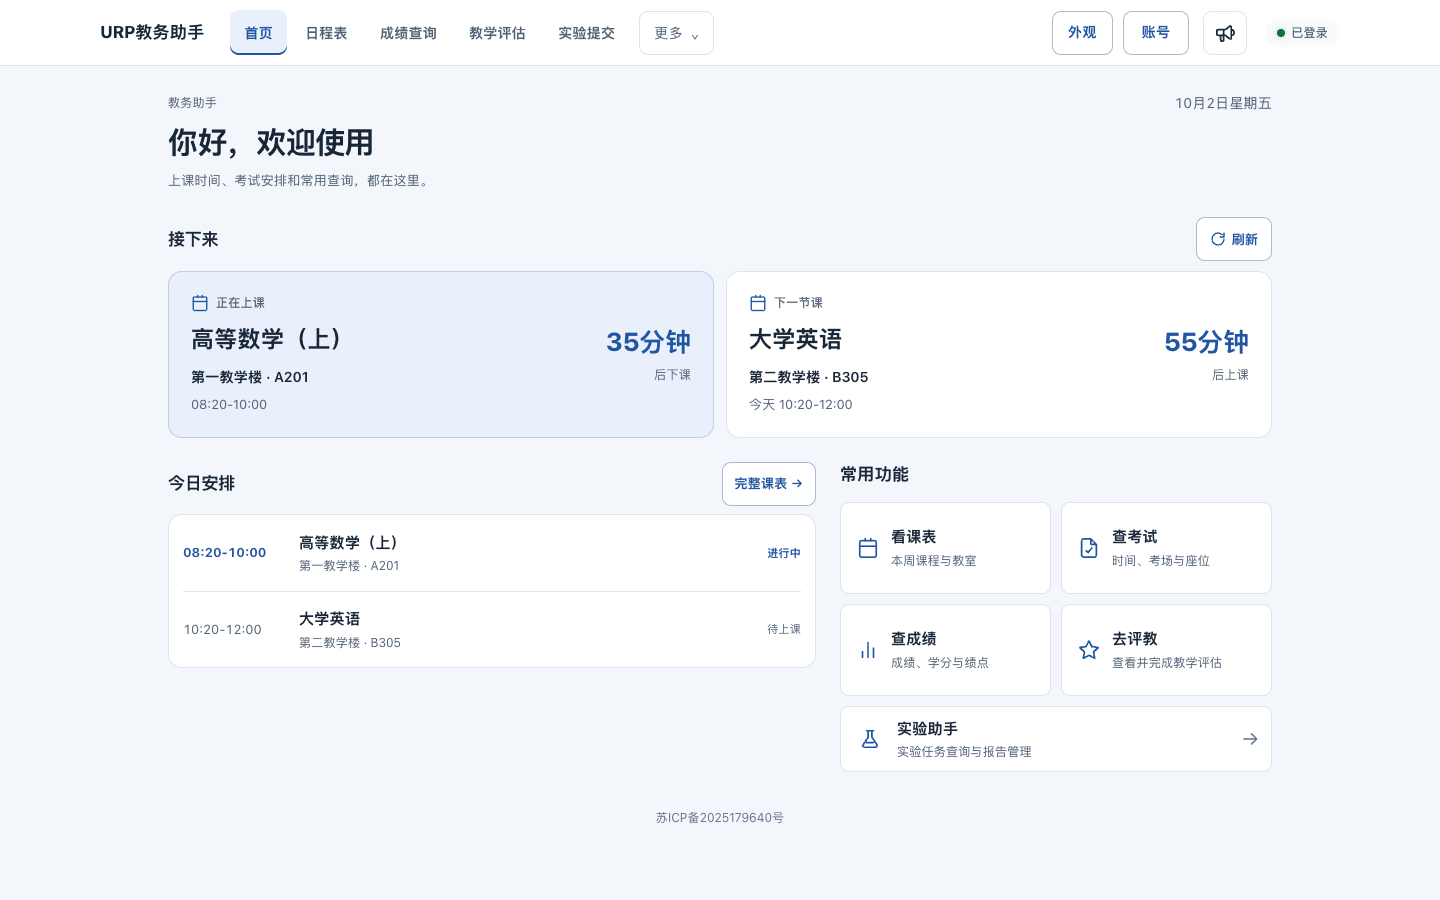 URP教务助手
首页
日程表
成绩查询
教学评估
实验提交
更多
外观
账号
已登录
教务助手
10月2日星期五
你好，欢迎使用
上课时间、考试安排和常用查询，都在这里。
接下来
刷新
正在上课
高等数学（上）
35分钟
第一教学楼 · A201
后下课
08:20-10:00
下一节课
大学英语
55分钟
第二教学楼 · B305
后上课
今天 10:20-12:00
今日安排
完整课表 →
08:20-10:00
高等数学（上）
第一教学楼 · A201
进行中
10:20-12:00
大学英语
第二教学楼 · B305
待上课
常用功能
看课表
本周课程与教室
查考试
时间、考场与座位
查成绩
成绩、学分与绩点
去评教
查看并完成教学评估
实验助手
实验任务查询与报告管理
苏ICP备2025179640号